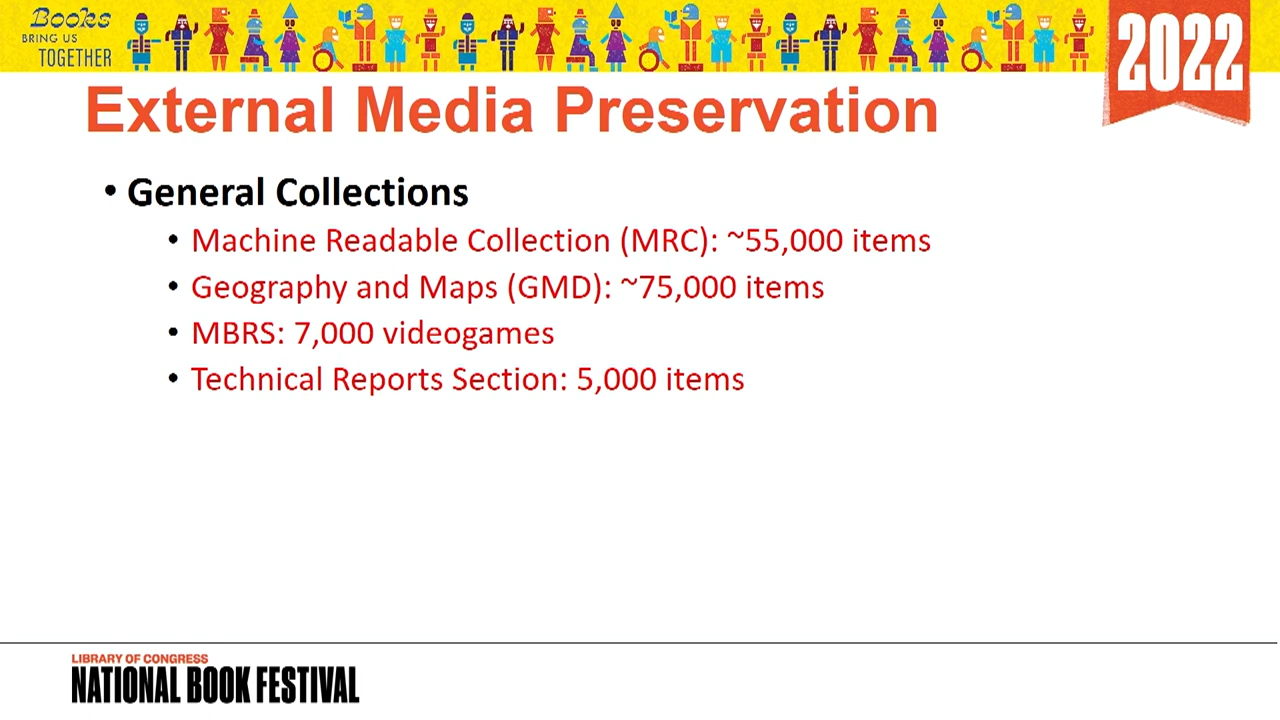 Books
BRING US
TOGETHER
2022
External Media Preservation
• General Collections
• Machine Readable Collection (MRC): ~55,000 items
• Geography and Maps (GMD): ~75,000 items
• MBRS: 7,000 videogames
• Technical Reports Section: 5,000 items
LIBRARY OF CONGRESS
NATIONAL BOOK FESTIVAL